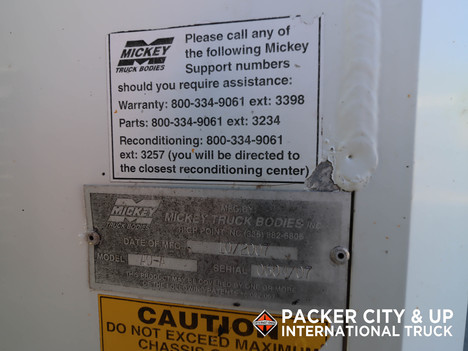 MICKEY
TRUCK BODIES
Please call any of
the following Mickey
Support numbers
should you require assistance:
Warranty: 800-334-9061 ext: 3398
Parts: 800-334-9061 ext: 3234
Reconditioning: 800-334-9061
ext: 3257 (you will be directed to
the closest reconditioning center)
MICKEY
MFG BY
MICKEY TRUCK BODIES
DATE OF MFG
MODEL
SERIAL
CAUTION
DO NOT EXCEED MAXIMUM
CHASSIS
PACKER CITY & UP
INTERNATIONAL TRUCK